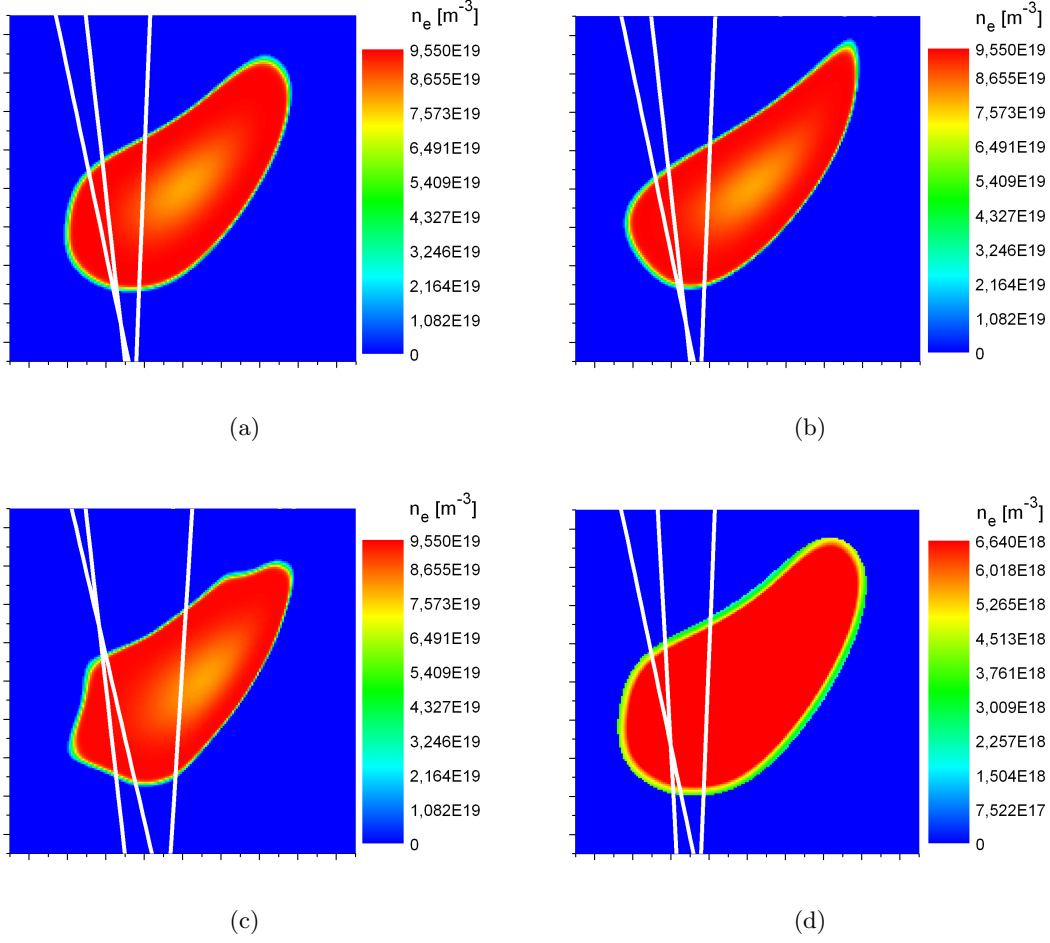 n_e [m^-3]
9,550E19
8,655E19
7,573E19
6,491E19
5,409E19
4,327E19
3,246E19
2,164E19
1,082E19
0
(a)
n_e [m^-3]
9,550E19
8,655E19
7,573E19
6,491E19
5,409E19
4,327E19
3,246E19
2,164E19
1,082E19
0
(b)
n_e [m^-3]
9,550E19
8,655E19
7,573E19
6,491E19
5,409E19
4,327E19
3,246E19
2,164E19
1,082E19
0
(c)
n_e [m^-3]
6,640E18
6,018E18
5,265E18
4,513E18
3,761E18
3,009E18
2,257E18
1,504E18
7,522E17
0
(d)